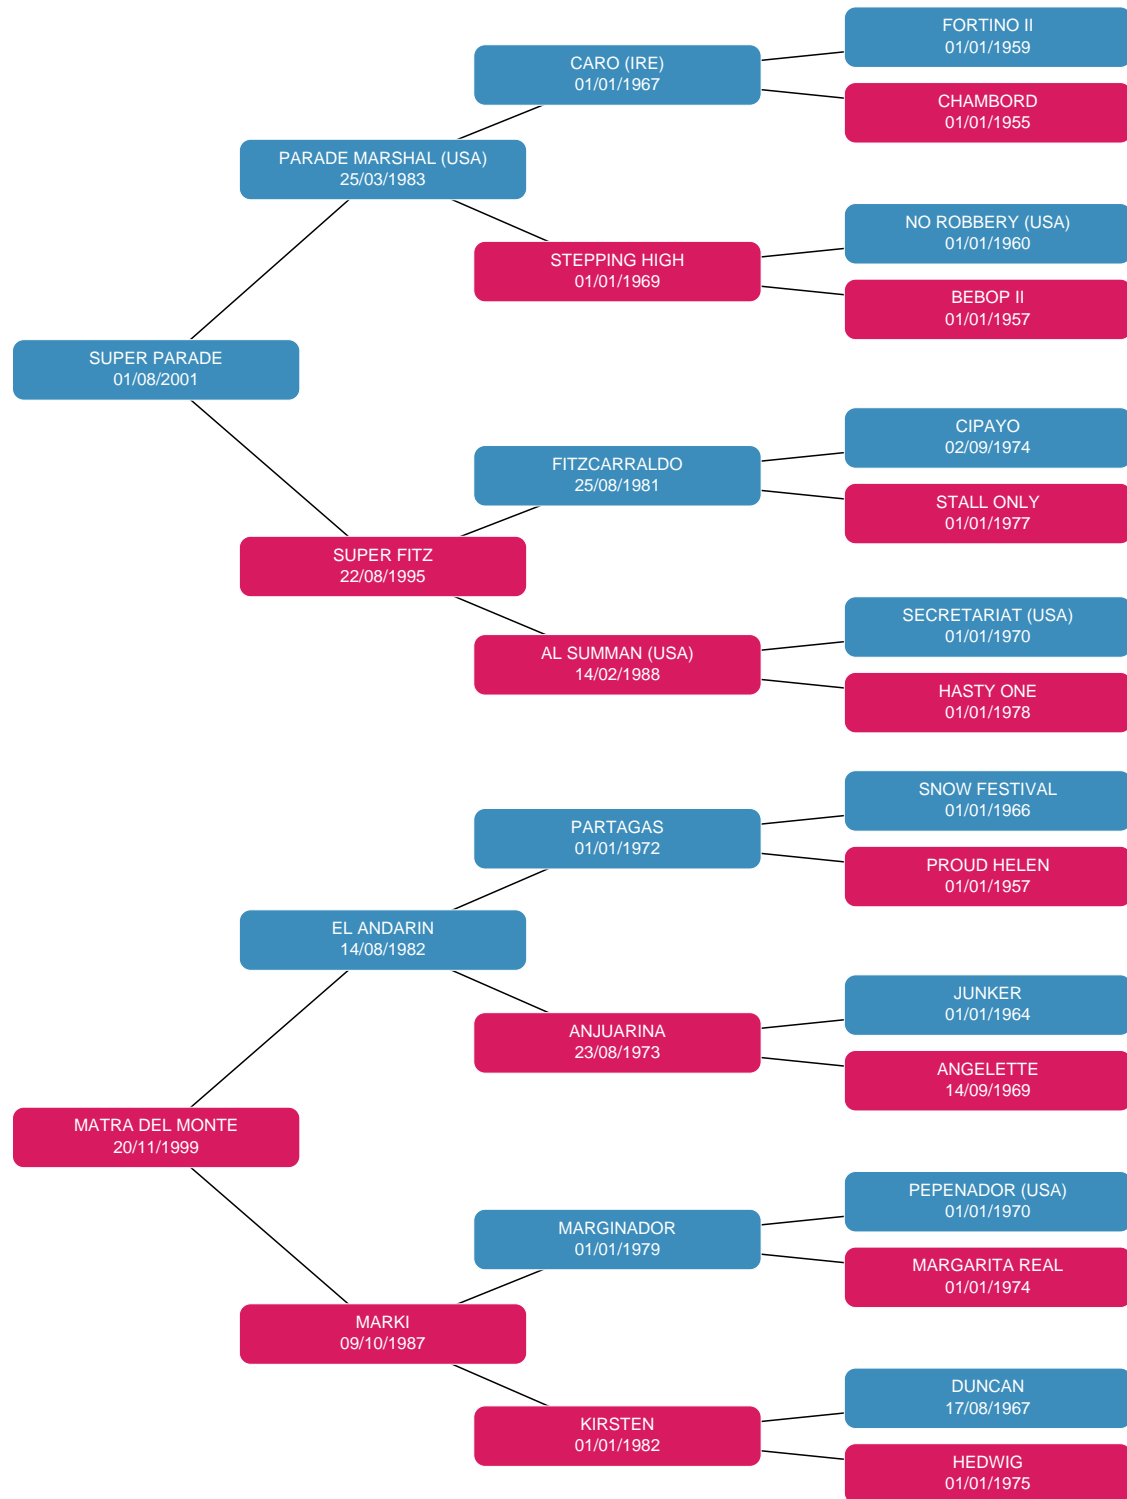 FORTINO II
01/01/1959
CARO (IRE)
01/01/1967
CHAMBORD
01/01/1955
PARADE MARSHAL (USA)
25/03/1983
NO ROBBERY (USA)
01/01/1960
STEPPING HIGH
01/01/1969
BEBOP II
01/01/1957
SUPER PARADE
01/08/2001
CIPAYO
02/09/1974
FITZCARRALDO
25/08/1981
STALL ONLY
01/01/1977
SUPER FITZ
22/08/1995
SECRETARIAT (USA)
01/01/1970
AL SUMMAN (USA)
14/02/1988
HASTY ONE
01/01/1978
SNOW FESTIVAL
01/01/1966
PARTAGAS
01/01/1972
PROUD HELEN
01/01/1957
EL ANDARIN
14/08/1982
JUNKER
01/01/1964
ANJUARINA
23/08/1973
ANGELETTE
14/09/1969
MATRA DEL MONTE
20/11/1999
PEPENADOR (USA)
01/01/1970
MARGINADOR
01/01/1979
MARGARITA REAL
01/01/1974
MARKI
09/10/1987
DUNCAN
17/08/1967
KIRSTEN
01/01/1982
HEDWIG
01/01/1975